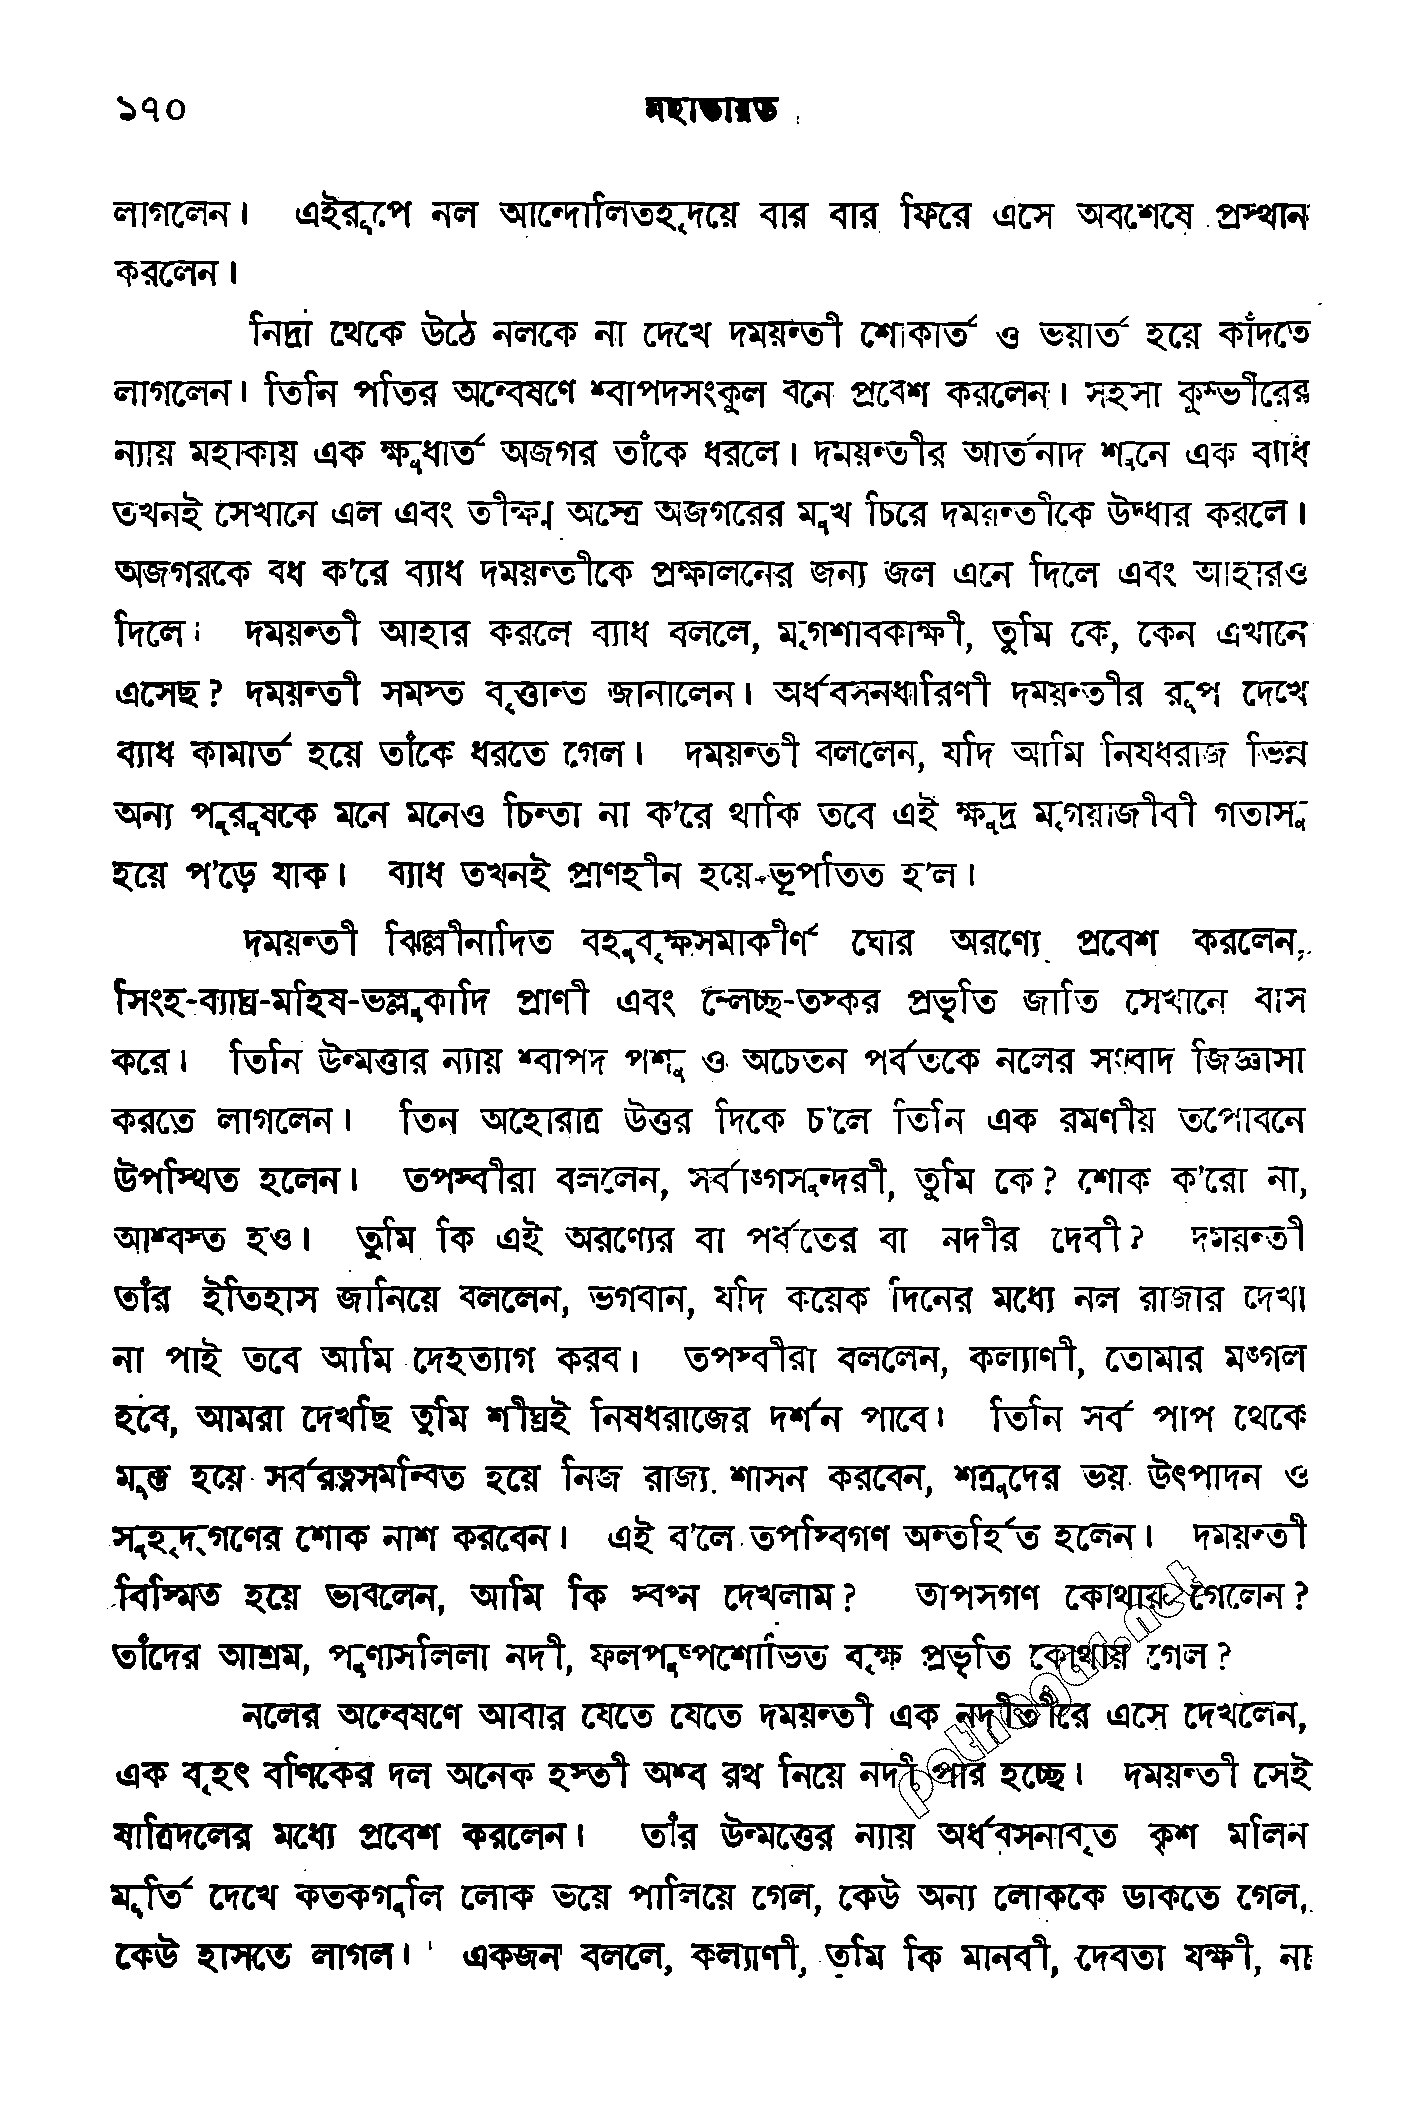 ১৭০ মহাভারত
লাগলেন। এইরূপে নল আন্দোলিতহৃদয়ে বার বার ফিরে এসে অবশেষে প্রস্থান
করলেন।
নিদ্রা থেকে উঠে নলকে না দেখে দময়ন্তী শোকার্ত ও ভয়ার্ত হয়ে কাঁদতে
লাগলেন। তিনি পতির অন্বেষণে শ্বাপদসংকুল বনে প্রবেশ করলেন। সহসা কুম্ভীরের
ন্যায় মহাকায় এক ক্ষুধার্ত অজগর তাঁকে ধরলে। দময়ন্তীর আর্তনাদ শুনে এক ব্যাধ
তখনই সেখানে এল এবং তীক্ষ্ণ অস্ত্রে অজগরের মুখ চিরে দময়ন্তীকে উদ্ধার করলে।
অজগরকে বধ ক'রে ব্যাধ দময়ন্তীকে প্রক্ষালনের জন্য জল এনে দিলে এবং আহারও
দিলে। দময়ন্তী আহার করলে ব্যাধ বললে, মৃগশাবকাক্ষী, তুমি কে, কেন এখানে
এসেছ? দময়ন্তী সমস্ত বৃত্তান্ত জানালেন। অর্ধবসনধারিণী দময়ন্তীর রূপ দেখে
ব্যাধ কামার্ত হয়ে তাঁকে ধরতে গেল। দময়ন্তী বললেন, যদি আমি নিষধরাজ ভিন্ন
অন্য পুরুষকে মনে মনেও চিন্তা না ক'রে থাকি তবে এই ক্ষুদ্র মৃগয়াজীবী গতাসু
হয়ে প'ড়ে যাক। ব্যাধ তখনই প্রাণহীন হয়ে ভূপতিত হ'ল।
দময়ন্তী ঝিল্লীনাদিত বহুবৃক্ষসমাকীর্ণ ঘোর অরণ্যে প্রবেশ করলেন,
সিংহ-ব্যাঘ্র-মহিষ-ভল্লুকাদি প্রাণী এবং ম্লেচ্ছ-তস্কর প্রভৃতি জাতি সেখানে বাস
করে। তিনি উন্মত্তার ন্যায় শ্বাপদ পশু ও অচেতন পর্বতকে নলের সংবাদ জিজ্ঞাসা
করতে লাগলেন। তিন অহোরাত্র উত্তর দিকে চ'লে তিনি এক রমণীয় তপোবনে
উপস্থিত হলেন। তপস্বীরা বললেন, সর্বাঙ্গসুন্দরী, তুমি কে? শোক ক'রো না,
আশ্বস্ত হও। তুমি কি এই অরণ্যের বা পর্বতের বা নদীর দেবী? দময়ন্তী
তাঁর ইতিহাস জানিয়ে বললেন, ভগবান, যদি কয়েক দিনের মধ্যে নল রাজার দেখা
না পাই তবে আমি দেহত্যাগ করব। তপস্বীরা বললেন, কল্যাণী, তোমার মঙ্গল
হবে, আমরা দেখছি তুমি শীঘ্রই নিষধরাজের দর্শন পাবে। তিনি সর্ব পাপ থেকে
মুক্ত হয়ে সর্বরত্নসমন্বিত হয়ে নিজ রাজ্য শাসন করবেন, শত্রুদের ভয় উৎপাদন ও
সুহৃদ্‌গণের শোক নাশ করবেন। এই ব'লে তপস্বিগণ অন্তর্হিত হলেন। দময়ন্তী
বিস্মিত হয়ে ভাবলেন, আমি কি স্বপ্ন দেখলাম? তাপসগণ কোথায় গেলেন?
তাঁদের আশ্রম, পুণ্যসলিলা নদী, ফলপুষ্পশোভিত বৃক্ষ প্রভৃতি কোথায় গেল?
নলের অন্বেষণে আবার যেতে যেতে দময়ন্তী এক নদীতীরে এসে দেখলেন,
এক বৃহৎ বণিকের দল অনেক হস্তী অশ্ব রথ নিয়ে নদী পার হচ্ছে। দময়ন্তী সেই
যাত্রিদলের মধ্যে প্রবেশ করলেন। তাঁর উন্মত্তের ন্যায় অর্ধবসনাবৃত কৃশ মলিন
মূর্তি দেখে কতকগুলি লোক ভয়ে পালিয়ে গেল, কেউ অন্য লোককে ডাকতে গেল,
কেউ হাসতে লাগল। একজন বললে, কল্যাণী, তুমি কি মানবী, দেবতা যক্ষী, না
pathagar.net